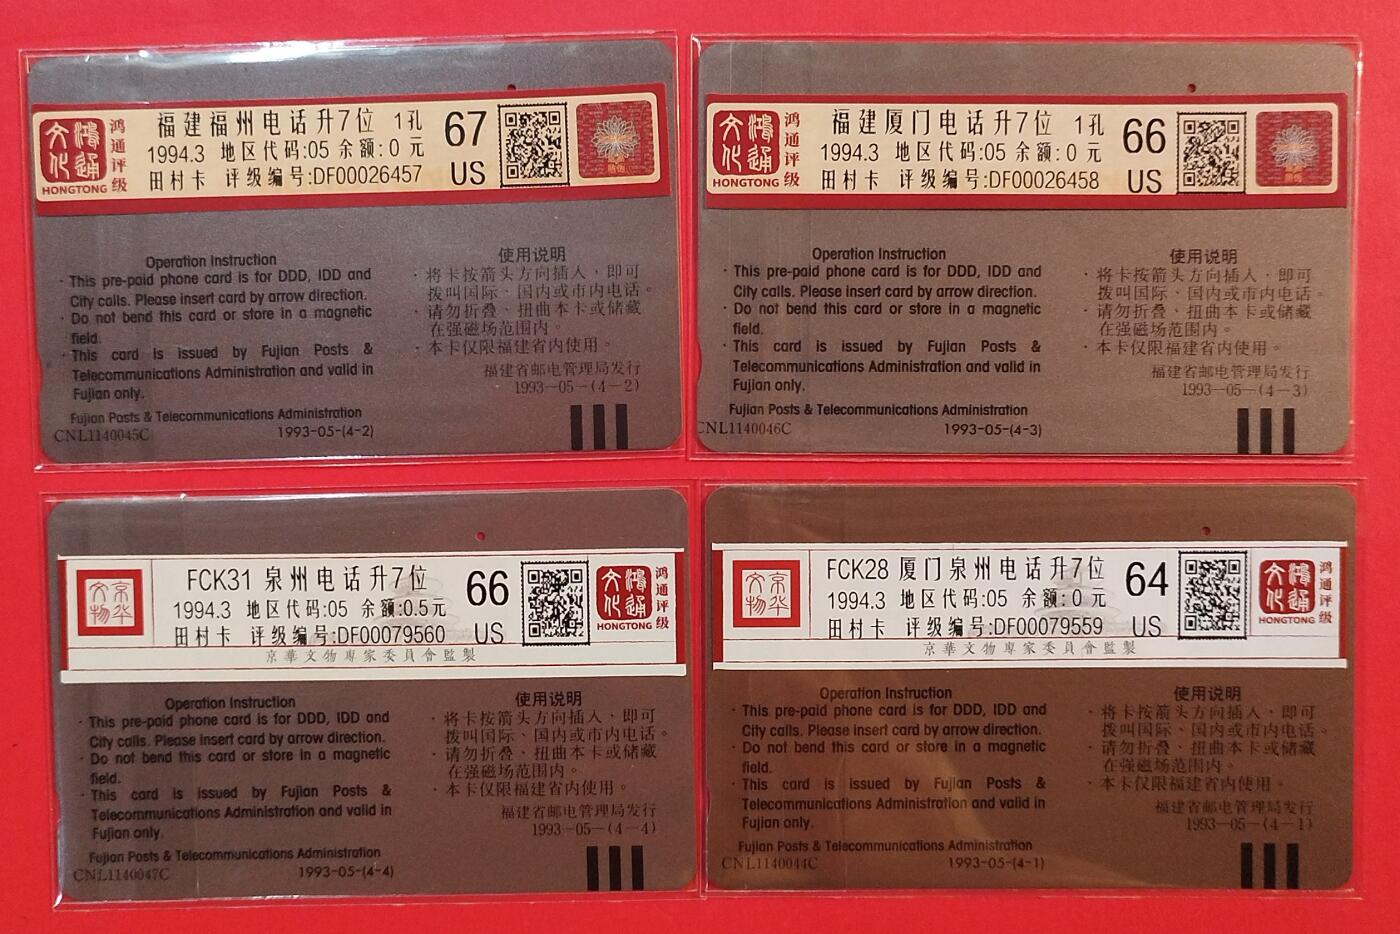 鸿通文化
HONGTONG
鸿通评级
福建福州电话升7位 1孔
1994.3 地区代码:05 余额:0元
田村卡 评级编号:DF00026457
67
US
Operation Instruction
· This pre-paid phone card is for DDD, IDD and
City calls. Please insert card by arrow direction.
· Do not bend this card or store in a magnetic
field.
· This card is issued by Fujian Posts &
Telecommunications Administration and valid in
Fujian only.
Fujian Posts & Telecommunications Administration
CNL1140045C
1993-05-(4-2)
使用说明
· 将卡按箭头方向插入,即可
拨叫国际、国内或市内电话。
· 请勿折叠、扭曲本卡或储藏
在强磁场范围内。
· 本卡仅限福建省内使用。
福建省邮电管理局发行
1993-05-(4-2)
鸿通文化
HONGTONG
鸿通评级
福建厦门电话升7位 1孔
1994.3 地区代码:05 余额:0元
田村卡 评级编号:DF00026458
66
US
Operation Instruction
· This pre-paid phone card is for DDD, IDD and
City calls. Please insert card by arrow direction.
· Do not bend this card or store in a magnetic
field.
· This card is issued by Fujian Posts &
Telecommunications Administration and valid in
Fujian only.
Fujian Posts & Telecommunications Administration
CNL1140046C
1993-05-(4-3)
使用说明
· 将卡按箭头方向插入,即可
拨叫国际、国内或市内电话。
· 请勿折叠、扭曲本卡或储藏
在强磁场范围内。
· 本卡仅限福建省内使用。
福建省邮电管理局发行
1993-05-(4-3)
京华文物
FCK31 泉州电话升7位
1994.3 地区代码:05 余额:0.5元
田村卡 评级编号:DF00079560
66
US
鸿通文化
HONGTONG
鸿通评级
京華文物專家委員會監製
Operation Instruction
· This pre-paid phone card is for DDD, IDD and
City calls. Please insert card by arrow direction.
· Do not bend this card or store in a magnetic
field.
· This card is issued by Fujian Posts &
Telecommunications Administration and valid in
Fujian only.
Fujian Posts & Telecommunications Administration
CNL1140047C
1993-05-(4-4)
使用说明
· 将卡按箭头方向插入,即可
拨叫国际、国内或市内电话。
· 请勿折叠、扭曲本卡或储藏
在强磁场范围内。
· 本卡仅限福建省内使用。
福建省邮电管理局发行
1993-05-(4-4)
京华文物
FCK28 厦门泉州电话升7位
1994.3 地区代码:05 余额:0元
田村卡 评级编号:DF00079559
64
US
鸿通文化
HONGTONG
鸿通评级
京華文物專家委員會監製
Operation Instruction
· This pre-paid phone card is for DDD, IDD and
City calls. Please insert card by arrow direction.
· Do not bend this card or store in a magnetic
field.
· This card is issued by Fujian Posts &
Telecommunications Administration and valid in
Fujian only.
Fujian Posts & Telecommunications Administration
CNL1140044C
1993-05-(4-1)
使用说明
· 将卡按箭头方向插入,即可
拨叫国际、国内或市内电话。
· 请勿折叠、扭曲本卡或储藏
在强磁场范围内。
· 本卡仅限福建省内使用。
福建省邮电管理局发行
1993-05-(4-1)